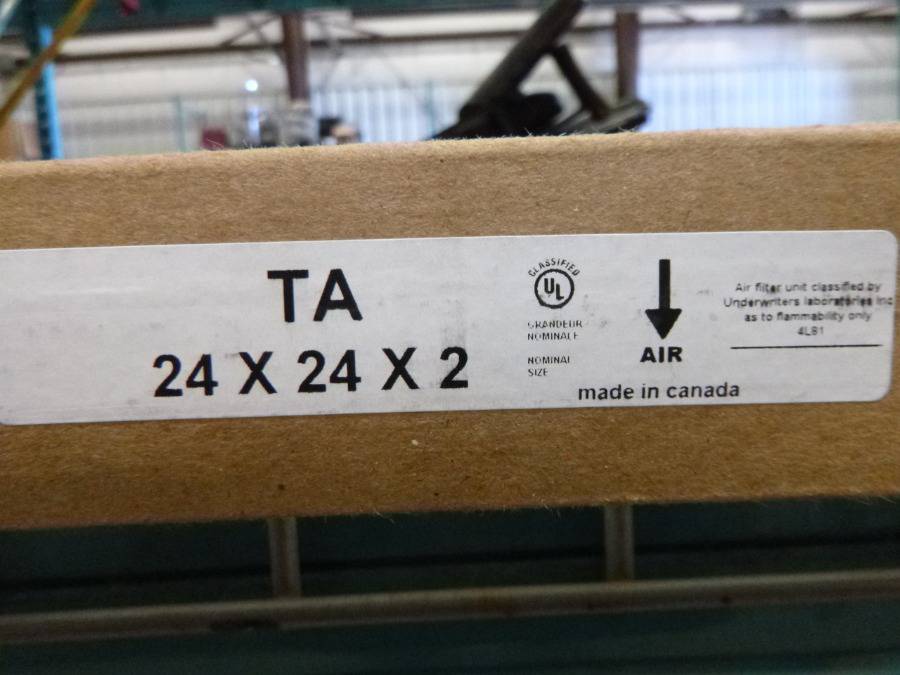 TA
24 X 24 X 2
CLASSIFIED
UL
GRANDEUR
NOMINALE
NOMINAL
SIZE
AIR
made in canada
Air filter unit classified by
Underwriters laboratories inc
as to flammability only
4L81